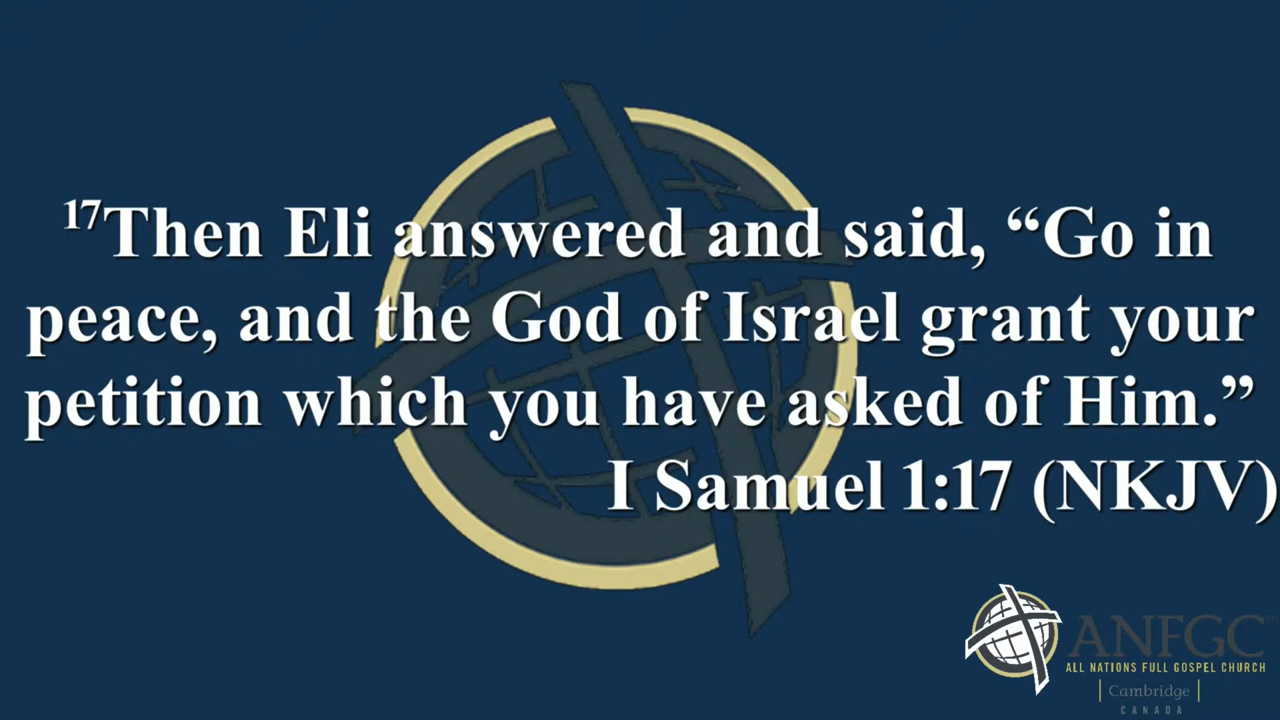 ¹⁷Then Eli answered and said, “Go in
peace, and the God of Israel grant your
petition which you have asked of Him.”
I Samuel 1:17 (NKJV)
ANFGC
ALL NATIONS FULL GOSPEL CHURCH
| Cambridge |
CANADA